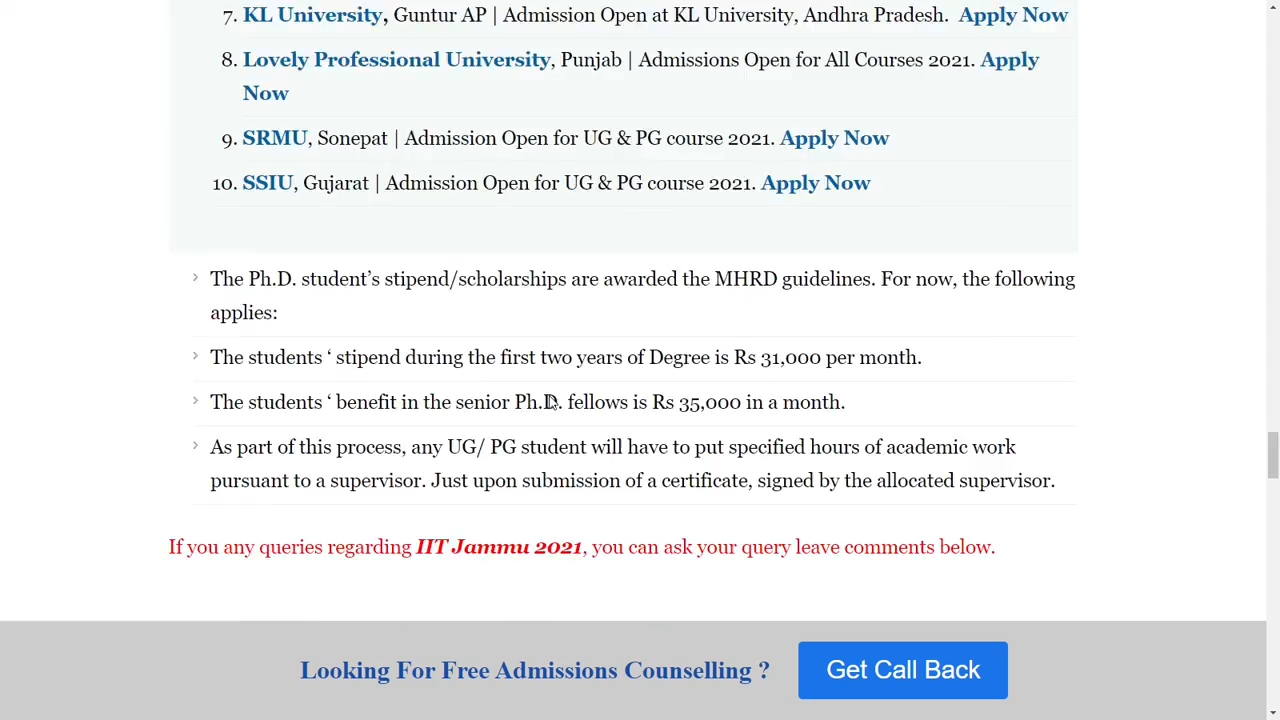 7. KL University, Guntur AP | Admission Open at KL University, Andhra Pradesh. Apply Now
8. Lovely Professional University, Punjab | Admissions Open for All Courses 2021. Apply
Now
9. SRMU, Sonepat | Admission Open for UG & PG course 2021. Apply Now
10. SSIU, Gujarat | Admission Open for UG & PG course 2021. Apply Now
The Ph.D. student's stipend/scholarships are awarded the MHRD guidelines. For now, the following
applies:
The students ‘ stipend during the first two years of Degree is Rs 31,000 per month.
The students ‘ benefit in the senior Ph.D. fellows is Rs 35,000 in a month.
As part of this process, any UG/ PG student will have to put specified hours of academic work
pursuant to a supervisor. Just upon submission of a certificate, signed by the allocated supervisor.
If you any queries regarding IIT Jammu 2021, you can ask your query leave comments below.
Looking For Free Admissions Counselling ?
Get Call Back